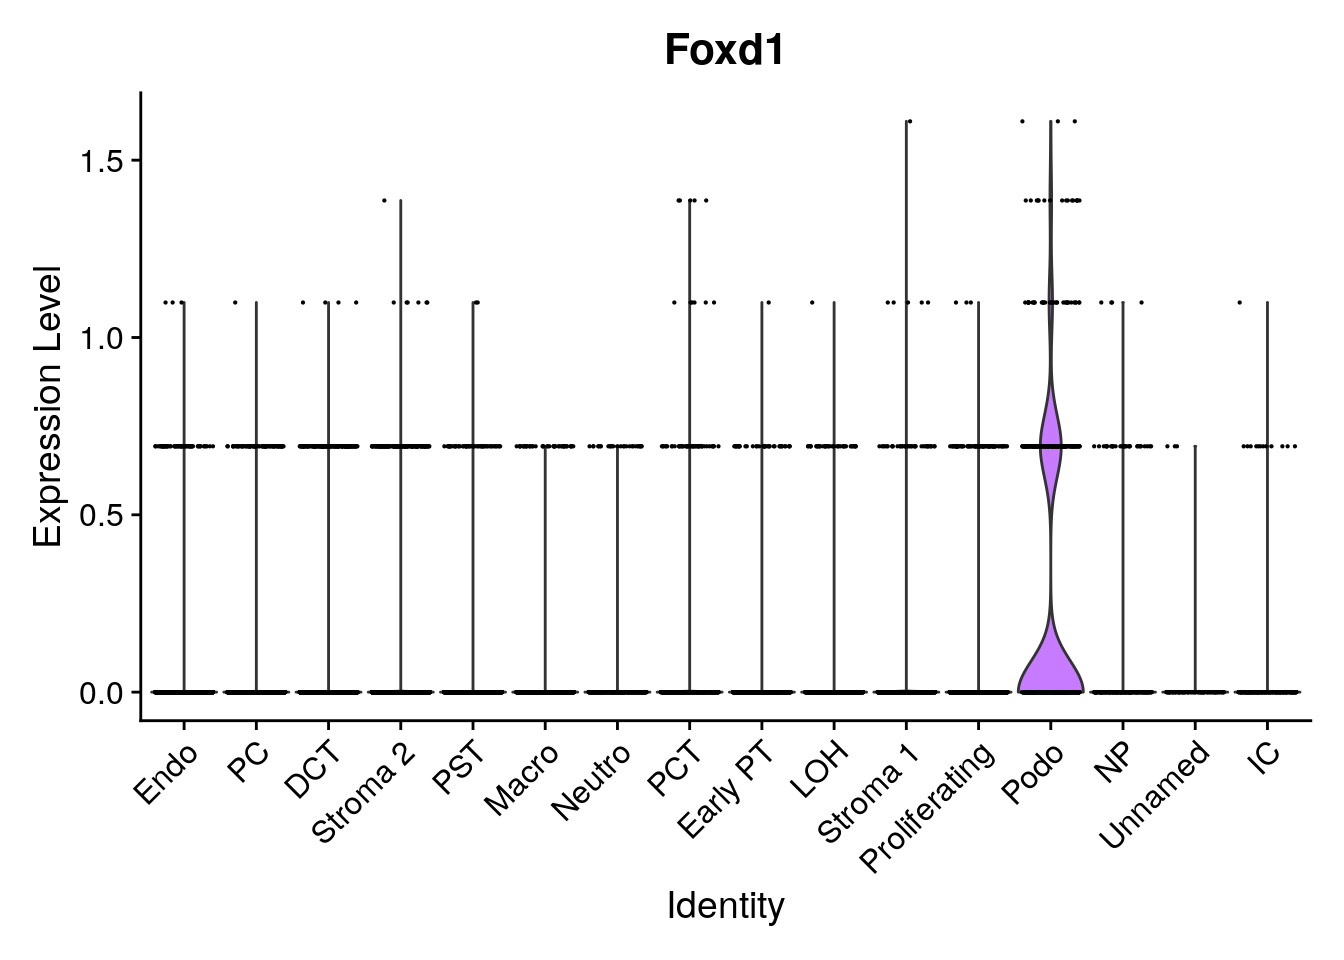 Foxd1
Expression Level
1.5
1.0
0.5
0.0
Endo
PC
DCT
Stroma 2
PST
Macro
Neutro
PCT
Early PT
LOH
Stroma 1
Proliferating
Podo
NP
Unnamed
IC
Identity